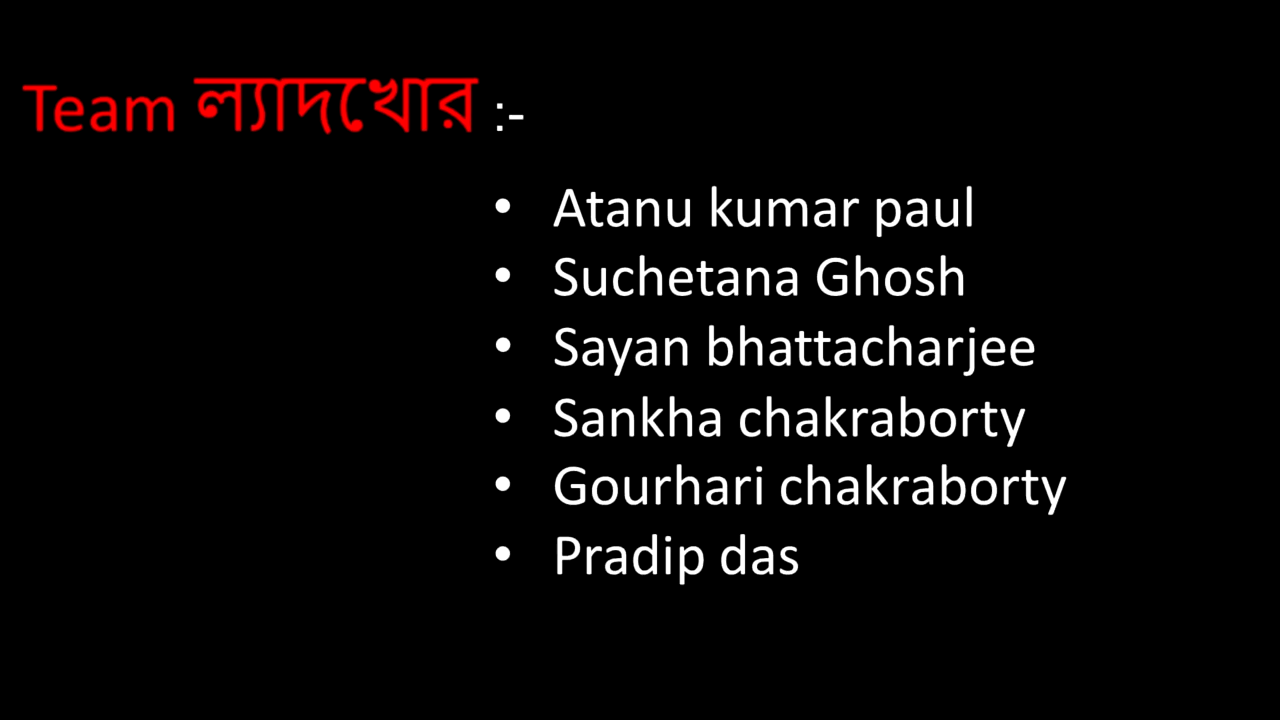 Team ল্যাদখোর :-
• Atanu kumar paul
• Suchetana Ghosh
• Sayan bhattacharjee
• Sankha chakraborty
• Gourhari chakraborty
• Pradip das